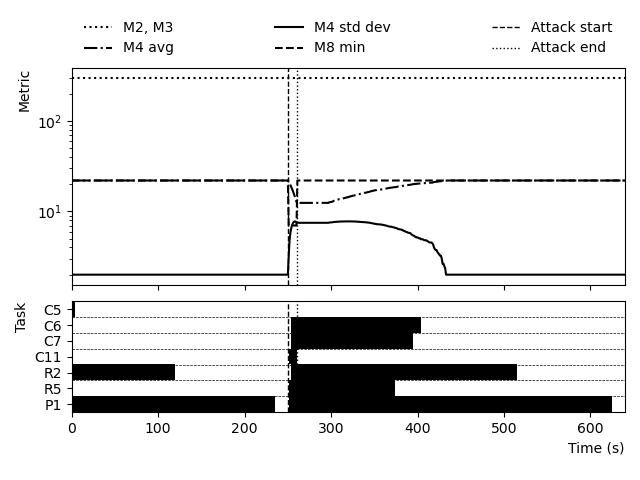 M2, M3 M4 std dev Attack start
M4 avg M8 min Attack end
Metric
10²
10¹
Task
C5
C6
C7
C11
R2
R5
P1
0 100 200 300 400 500 600
Time (s)